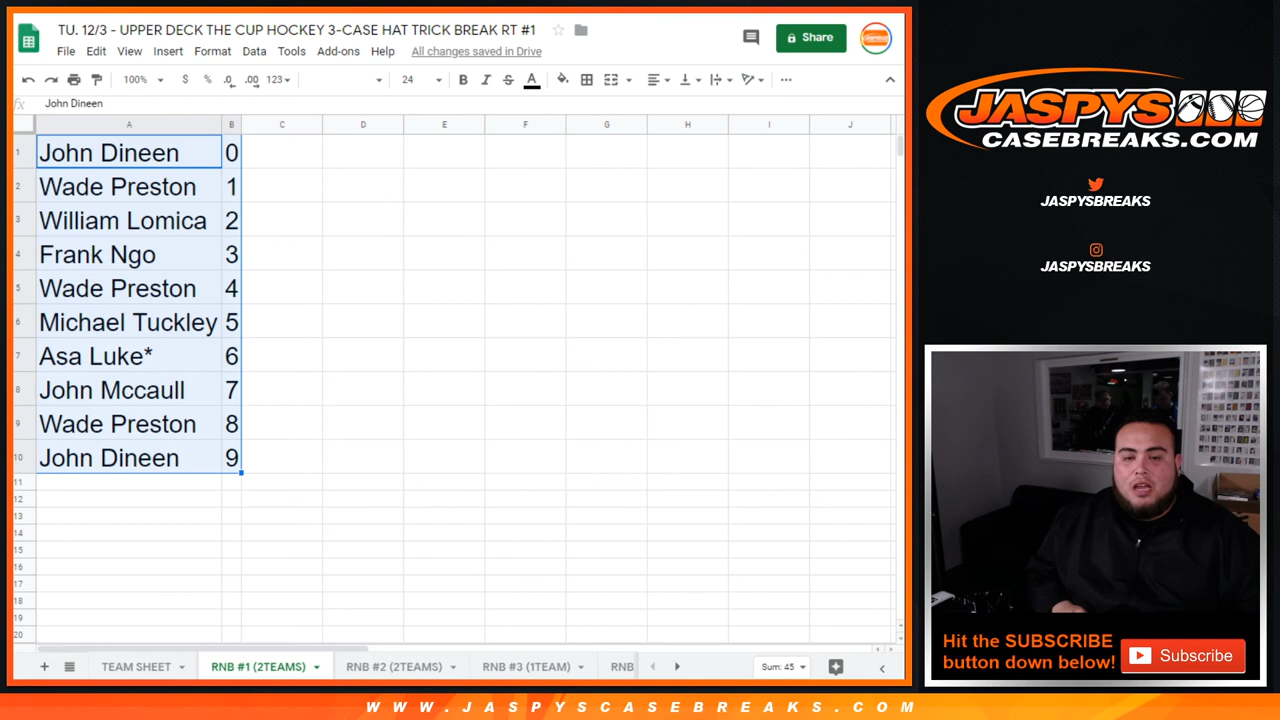 TU. 12/3 - UPPER DECK THE CUP HOCKEY 3-CASE HAT TRICK BREAK RT #1
File Edit View Insert Format Data Tools Add-ons Help All changes saved in Drive
Share
100% $ % .0 .00 123 24 B I S A
fx John Dineen
A B C D E F G H I J
1 John Dineen 0
2 Wade Preston 1
3 William Lomica 2
4 Frank Ngo 3
5 Wade Preston 4
6 Michael Tuckley 5
7 Asa Luke* 6
8 John Mccaull 7
9 Wade Preston 8
10 John Dineen 9
11
12
13
14
15
16
17
18
19
20
TEAM SHEET RNB #1 (2TEAMS) RNB #2 (2TEAMS) RNB #3 (1TEAM) RNB Sum: 45
JASPYS
CASEBREAKS.COM
JASPYSBREAKS
JASPYSBREAKS
Hit the SUBSCRIBE
button down below!
Subscribe
WWW.JASPYSCASEBREAKS.COM